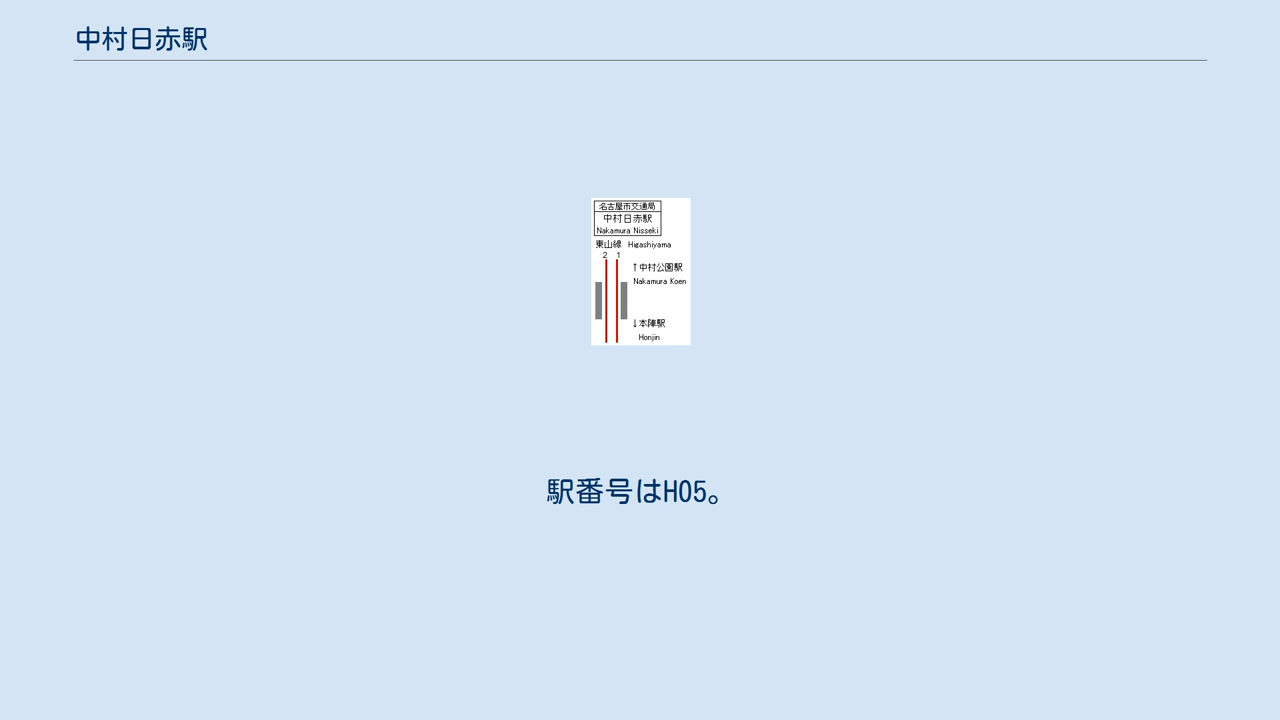 中村日赤駅
名古屋市交通局
中村日赤駅
Nakamura Nisseki
東山線 Higashiyama
2 1
↑中村公園駅
Nakamura Koen
↓本陣駅
Honjin
駅番号はH05。